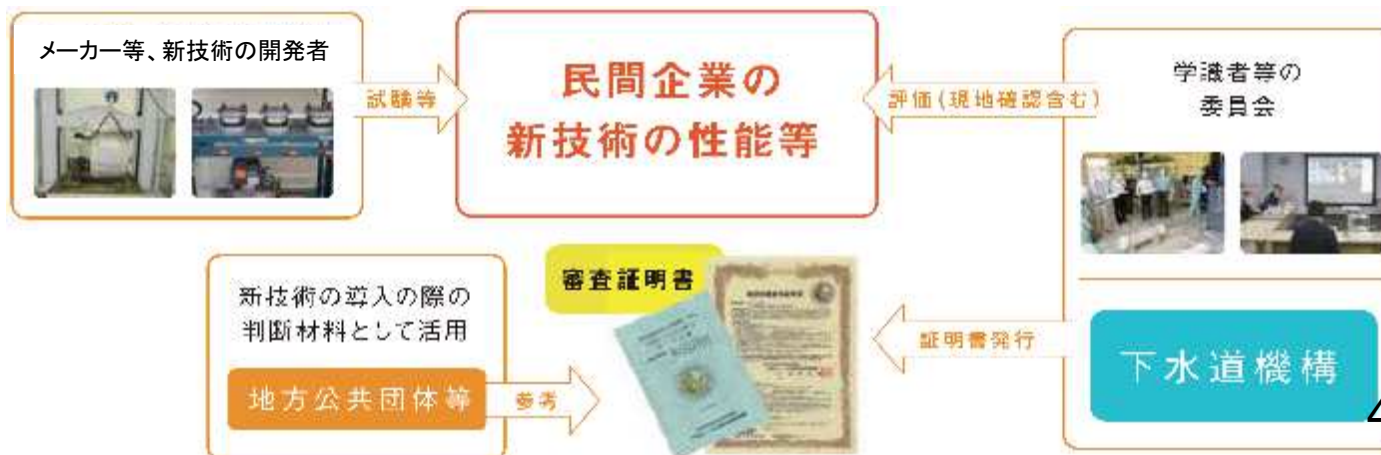 メーカー等、新技術の開発者
試験等
民間企業の
新技術の性能等
評価(現地確認含む)
学識者等の
委員会
新技術の導入の際の
判断材料として活用
地方公共団体等
参考
審査証明書
証明書発行
下水道機構